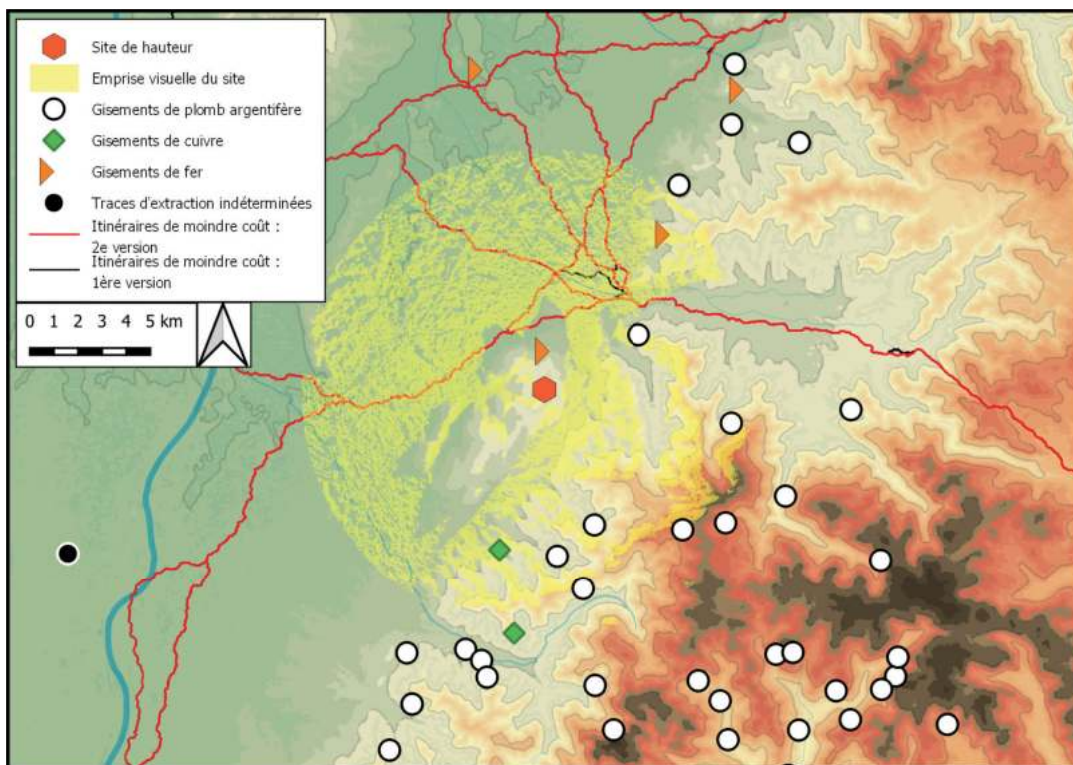 Site de hauteur
Emprise visuelle du site
Gisements de plomb argentifère
Gisements de cuivre
Gisements de fer
Traces d'extraction indéterminées
Itinéraires de moindre coût :
2e version
Itinéraires de moindre coût :
1ère version
0 1 2 3 4 5 km